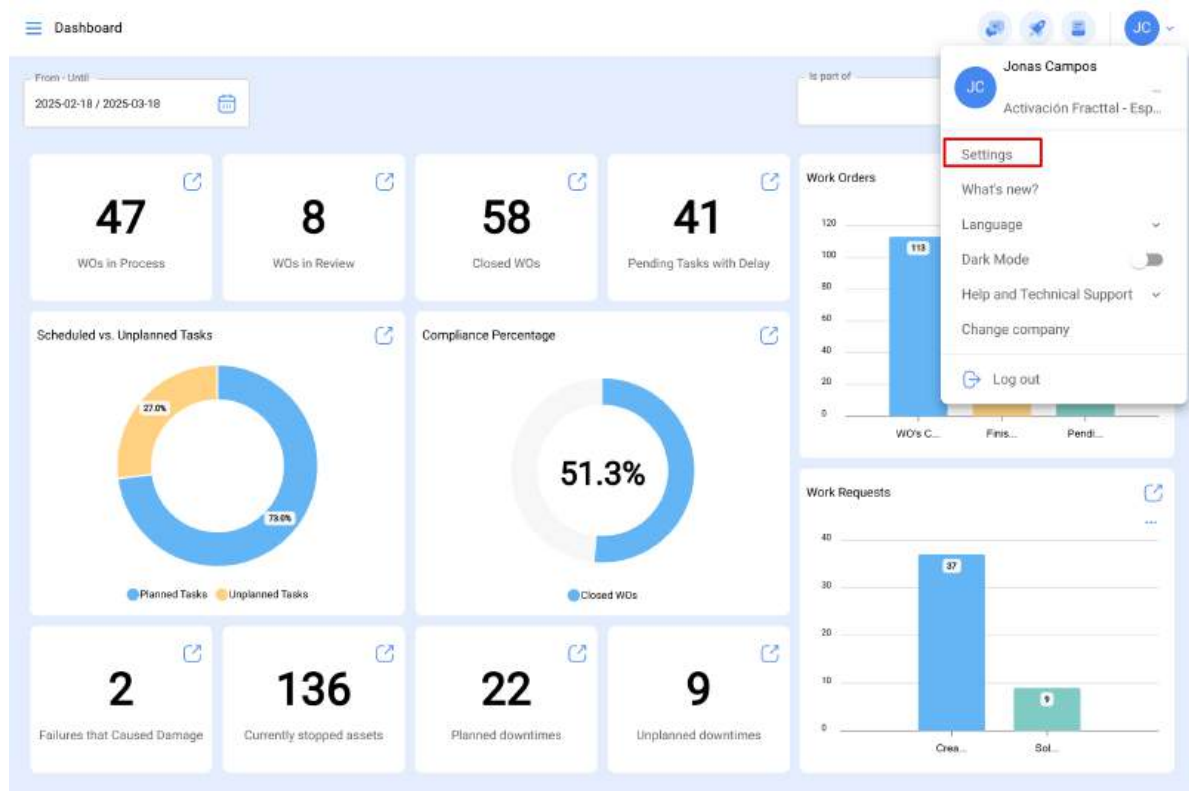 Dashboard
JC
From - Until
2025-02-18 / 2025-03-18
Is part of
JC
Jonas Campos
...
Activación Fracttal - Esp...
Settings
What's new?
Language
Dark Mode
Help and Technical Support
Change company
Log out
47
WOs in Process
8
WOs in Review
58
Closed WOs
41
Pending Tasks with Delay
Work Orders
120
100
80
60
40
20
0
113
WO's C...
Finis...
Pendi...
Scheduled vs. Unplanned Tasks
27.0%
73.0%
Planned Tasks
Unplanned Tasks
Compliance Percentage
51.3%
Closed WOs
Work Requests
...
40
30
20
10
0
37
9
Crea...
Sol...
2
Failures that Caused Damage
136
Currently stopped assets
22
Planned downtimes
9
Unplanned downtimes